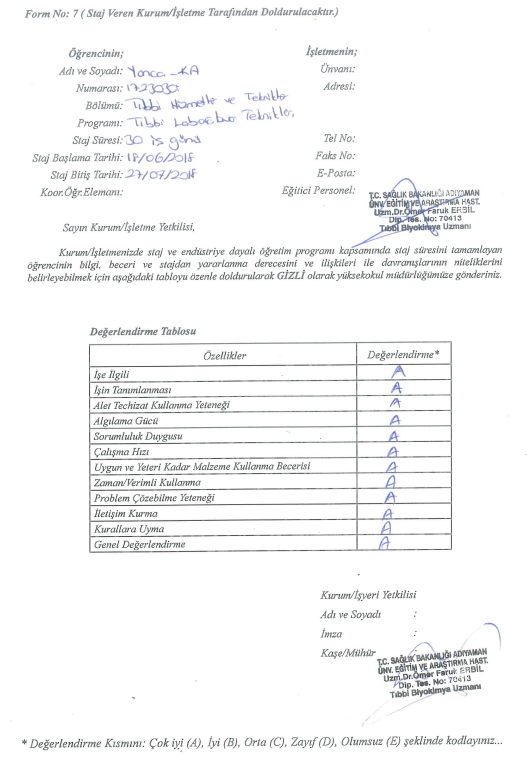 Form No: 7 ( Staj Veren Kurum/İşletme Tarafından Doldurulacaktır.)
Öğrencinin;
Adı ve Soyadı: Yonca -KA
Numarası: 1723030
Bölümü: Tıbbi Hizmetler ve Teknikler
Programı: Tıbbi Laboratuar Teknikleri
Staj Süresi: 30 iş günü
Staj Başlama Tarihi: 18/06/2018
Staj Bitiş Tarihi: 27/07/2018
Koor.Öğr.Elemanı:
İşletmenin;
Ünvanı:
Adresi:
Tel No:
Faks No:
E-Posta:
Eğitici Personel:
T.C. SAĞLIK BAKANLIĞI ADIYAMAN
ÜNV. EĞİTİM VE ARAŞTIRMA HAST.
Uzm.Dr.Ömer Faruk ERBİL
Dip. Tes. No: 70413
Tıbbi Biyokimya Uzmanı
Sayın Kurum/İşletme Yetkilisi,
Kurum/İşletmenizde staj ve endüstriye dayalı öğretim programı kapsamında staj süresini tamamlayan
öğrencinin bilgi, beceri ve stajdan yararlanma derecesini ve ilişkileri ile davranışlarının niteliklerini
belirleyebilmek için aşağıdaki tabloyu özenle doldurularak GİZLİ olarak yüksekokul müdürlüğümüze gönderiniz.
Değerlendirme Tablosu
Özellikler Değerlendirme*
İşe İlgili A
İşin Tanımlanması A
Alet Techizat Kullanma Yeteneği A
Algılama Gücü A
Sorumluluk Duygusu A
Çalışma Hızı A
Uygun ve Yeteri Kadar Malzeme Kullanma Becerisi A
Zaman/Verimli Kullanma A
Problem Çözebilme Yeteneği A
İletişim Kurma A
Kurallara Uyma A
Genel Değerlendirme A
Kurum/İşyeri Yetkilisi
Adı ve Soyadı :
İmza :
Kaşe/Mühür :
T.C. SAĞLIK BAKANLIĞI ADIYAMAN
ÜNV. EĞİTİM VE ARAŞTIRMA HAST.
Uzm.Dr.Ömer Faruk ERBİL
Dip. Tes. No: 70413
Tıbbi Biyokimya Uzmanı
* Değerlendirme Kısmını: Çok iyi (A), İyi (B), Orta (C), Zayıf (D), Olumsuz (E) şeklinde kodlayınız...